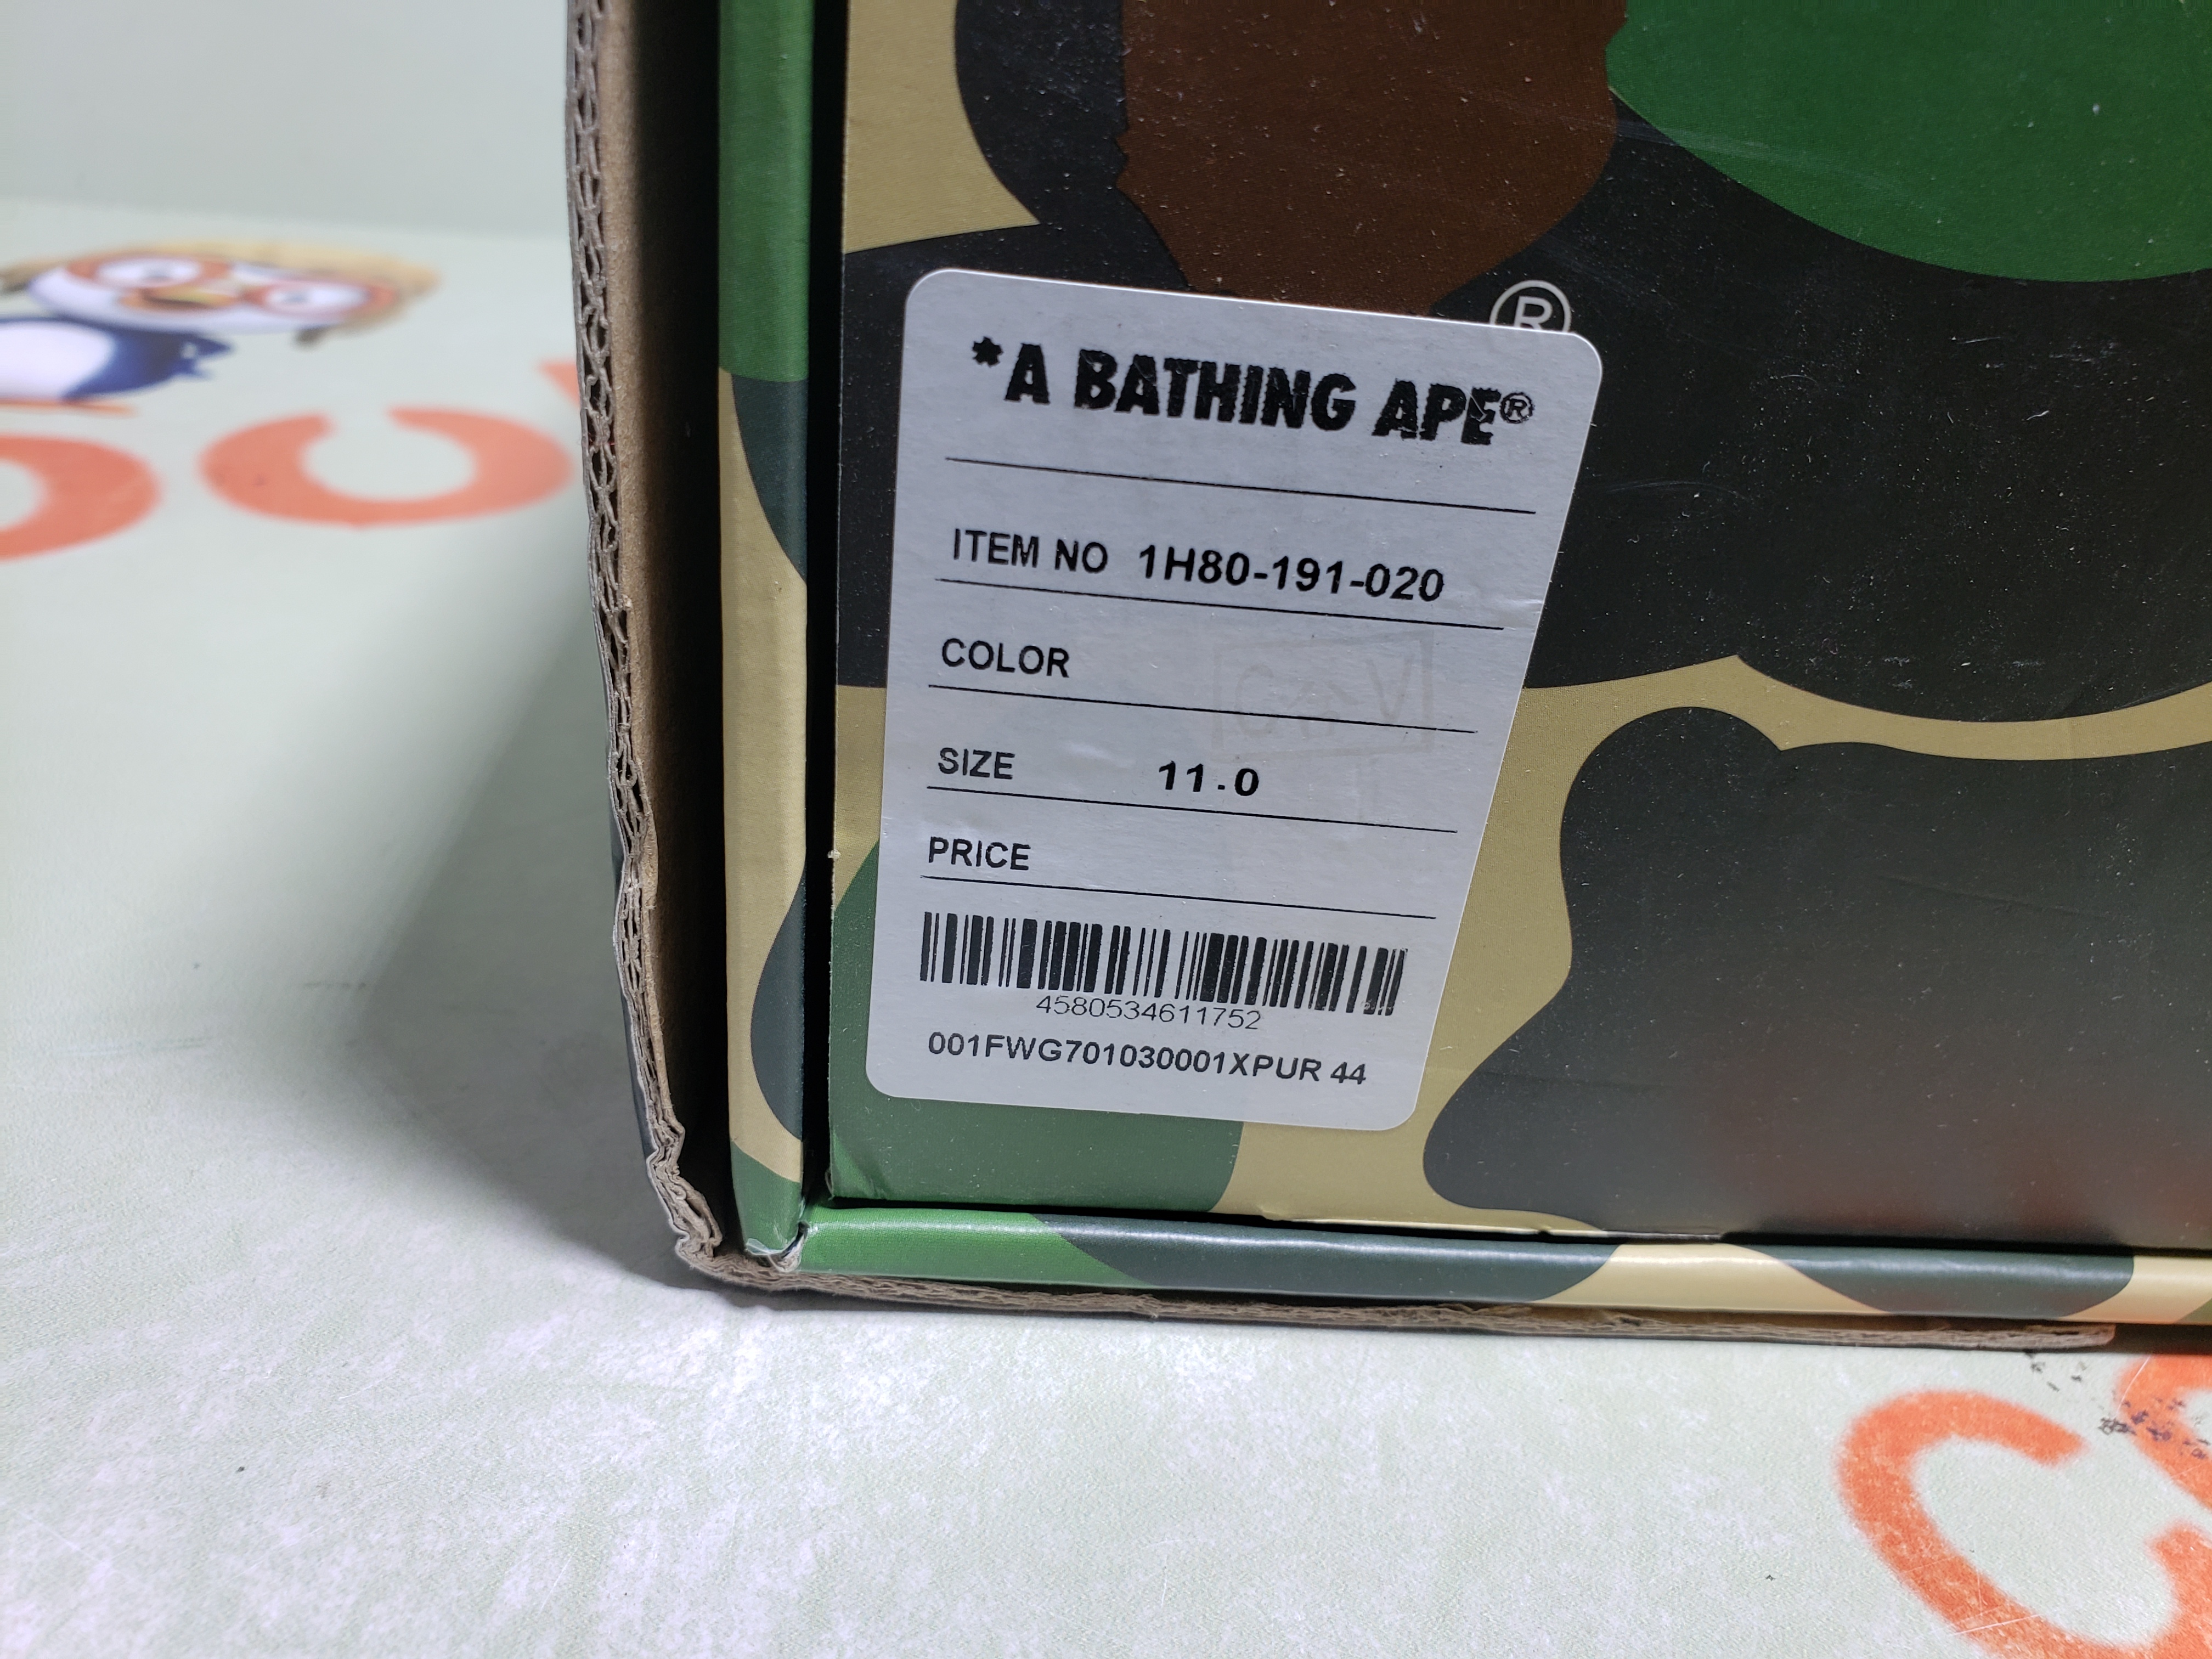 ®
*A BATHING APE®
ITEM NO 1H80-191-020
COLOR
SIZE 11.0
PRICE
4580534611752
001FWG701030001XPUR 44